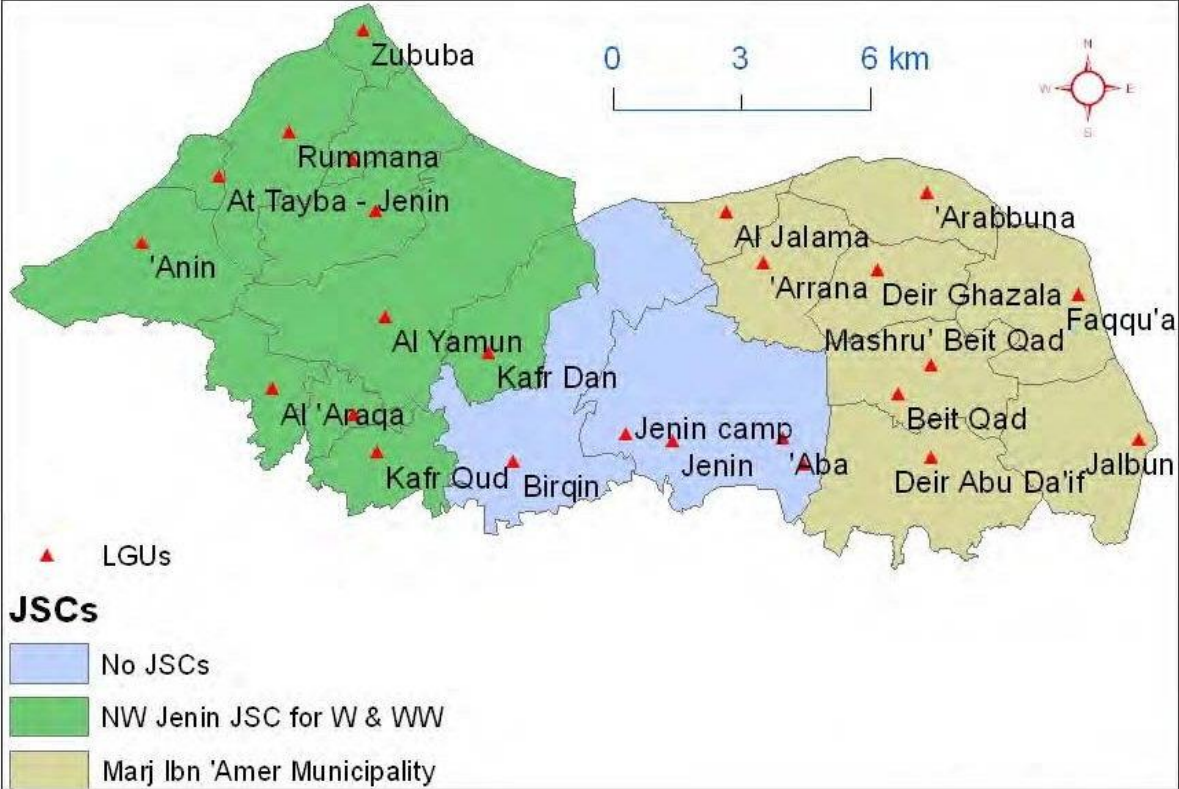 Zububa
0 3 6 km
N
W E
S
Rummana
At Tayba - Jenin
'Anin
'Arabbuna
Al Jalama
'Arrana
Deir Ghazala
Faqqu'a
Al Yamun
Mashru' Beit Qad
Kafr Dan
Al 'Araqa
Beit Qad
Jenin camp
Jenin
'Aba
Jalbun
Kafr Qud
Birqin
Deir Abu Da'if
LGUs
JSCs
No JSCs
NW Jenin JSC for W & WW
Marj Ibn 'Amer Municipality